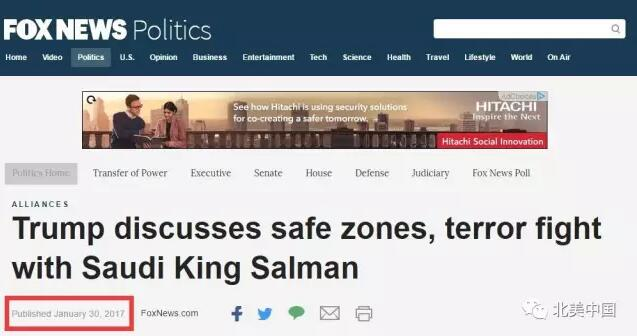 FOX NEWS Politics
Home Video Politics U.S. Opinion Business Entertainment Tech Science Health Travel Lifestyle World On Air
AdChoices
See how Hitachi is using security solutions
for co-creating a safer tomorrow. →
HITACHI
Inspire the Next
Hitachi Social Innovation
Politics Home Transfer of Power Executive Senate House Defense Judiciary Fox News Poll
ALLIANCES
Trump discusses safe zones, terror fight
with Saudi King Salman
Published January 30, 2017 FoxNews.com
北美中国